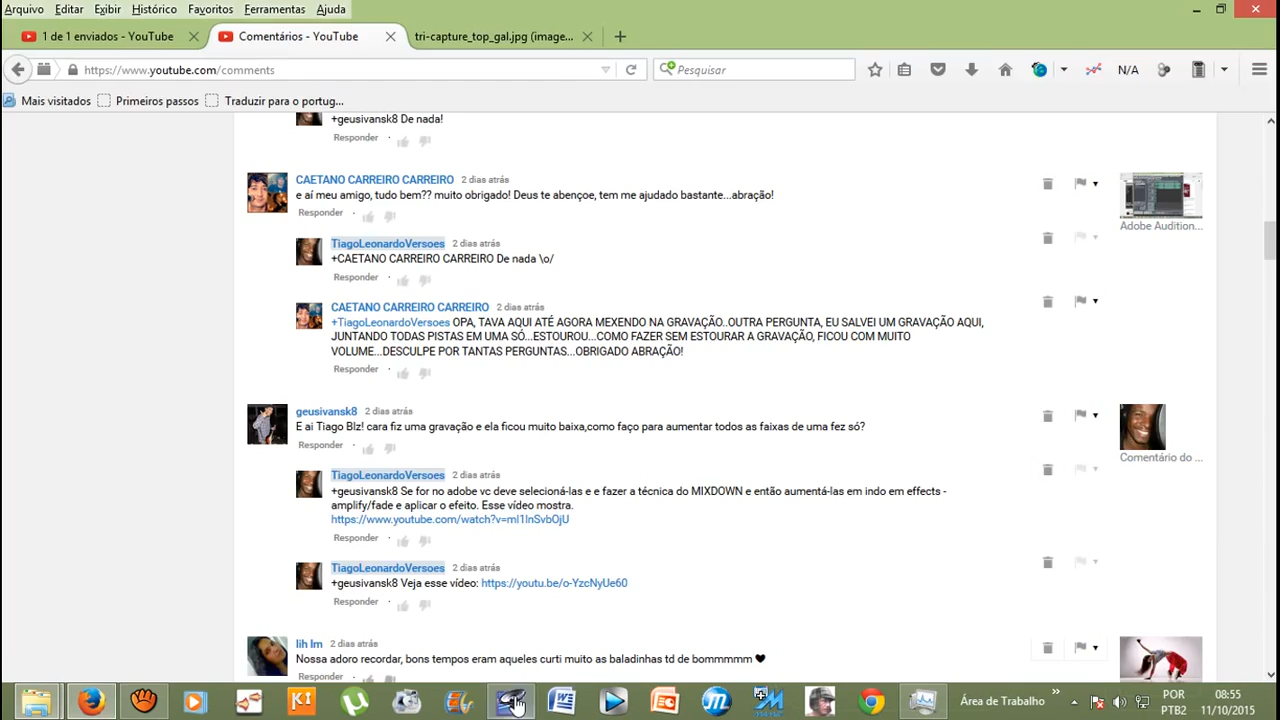 Arquivo Editar Exibir Histórico Favoritos Ferramentas Ajuda
1 de 1 enviados - YouTube
Comentários - YouTube
tri-capture_top_gal.jpg (image...
https://www.youtube.com/comments
Pesquisar
N/A
Mais visitados Primeiros passos Traduzir para o portug...
+geusivansk8 De nada!
Responder
CAETANO CARREIRO CARREIRO 2 dias atrás
e aí meu amigo, tudo bem?? muito obrigado! Deus te abençoe, tem me ajudado bastante...abração!
Responder
Adobe Audition...
TiagoLeonardoVersoes 2 dias atrás
+CAETANO CARREIRO CARREIRO De nada \o/
Responder
CAETANO CARREIRO CARREIRO 2 dias atrás
+TiagoLeonardoVersoes OPA, TAVA AQUI ATÉ AGORA MEXENDO NA GRAVAÇÃO..OUTRA PERGUNTA, EU SALVEI UM GRAVAÇÃO AQUI,
JUNTANDO TODAS PISTAS EM UMA SÓ...ESTOUROU...COMO FAZER SEM ESTOURAR A GRAVAÇÃO, FICOU COM MUITO
VOLUME...DESCULPE POR TANTAS PERGUNTAS...OBRIGADO ABRAÇÃO!
Responder
geusivansk8 2 dias atrás
E ai Tiago Blz! cara fiz uma gravação e ela ficou muito baixa,como faço para aumentar todos as faixas de uma fez só?
Responder
Comentário do ...
TiagoLeonardoVersoes 2 dias atrás
+geusivansk8 Se for no adobe vc deve selecioná-las e e fazer a técnica do MIXDOWN e então aumentá-las em indo em effects -
amplify/fade e aplicar o efeito. Esse vídeo mostra.
https://www.youtube.com/watch?v=mI1InSvbOjU
Responder
TiagoLeonardoVersoes 2 dias atrás
+geusivansk8 Veja esse vídeo: https://youtu.be/o-YzcNyUe60
Responder
lih lm 2 dias atrás
Nossa adoro recordar, bons tempos eram aqueles curti muito as baladinhas td de bommmmm ♥
Responder
Área de Trabalho
POR
PTB2
08:55
11/10/2015